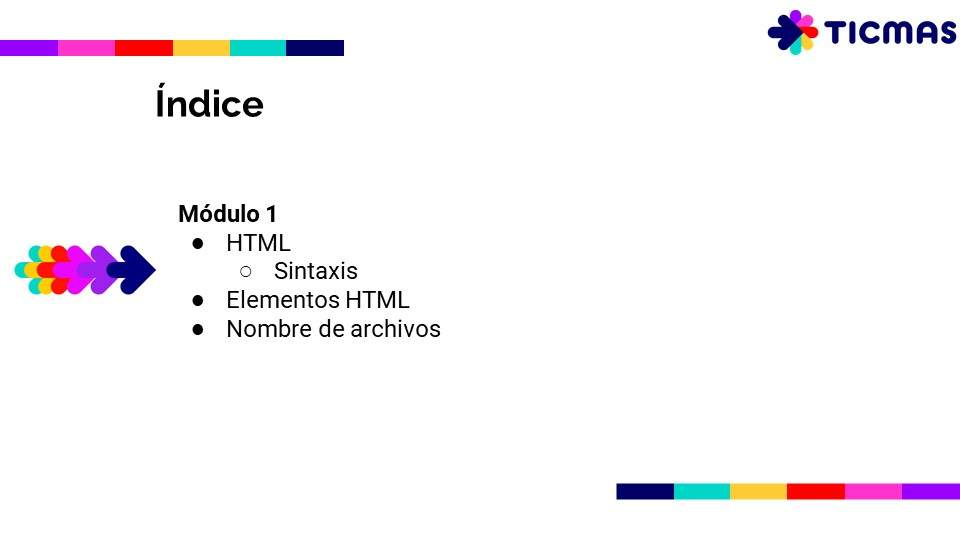 TICMAS
Índice
Módulo 1
● HTML
○ Sintaxis
● Elementos HTML
● Nombre de archivos